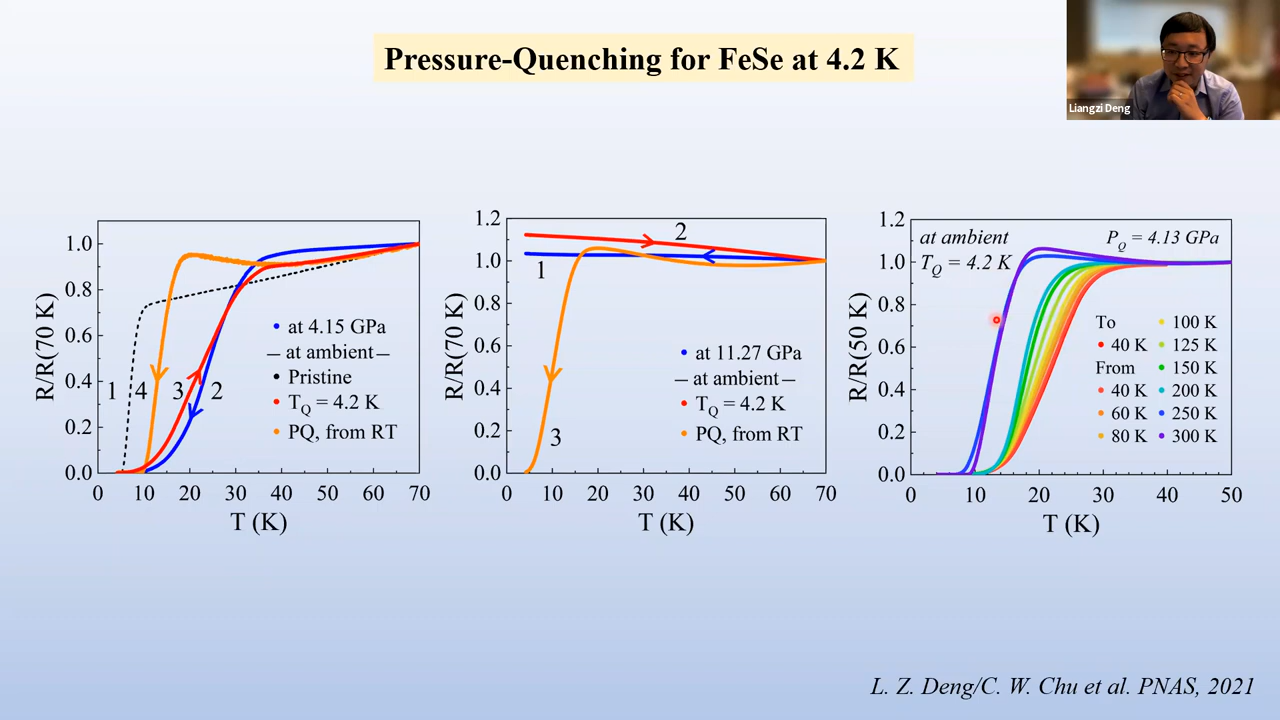 Pressure-Quenching for FeSe at 4.2 K
Liangzi Deng
R/R(70 K)
1.0
0.8
0.6
0.4
0.2
0.0
1 4 3 2
at 4.15 GPa
at ambient
Pristine
T_Q = 4.2 K
PQ, from RT
0 10 20 30 40 50 60 70
T (K)
R/R(70 K)
1.2
1.0
0.8
0.6
0.4
0.2
0.0
2
1
3
at 11.27 GPa
at ambient
T_Q = 4.2 K
PQ, from RT
0 10 20 30 40 50 60 70
T (K)
R/R(50 K)
1.2
1.0
0.8
0.6
0.4
0.2
0.0
at ambient
T_Q = 4.2 K
P_Q = 4.13 GPa
To
40 K
From
40 K
60 K
80 K
100 K
125 K
150 K
200 K
250 K
300 K
0 10 20 30 40 50
T (K)
L. Z. Deng/C. W. Chu et al. PNAS, 2021